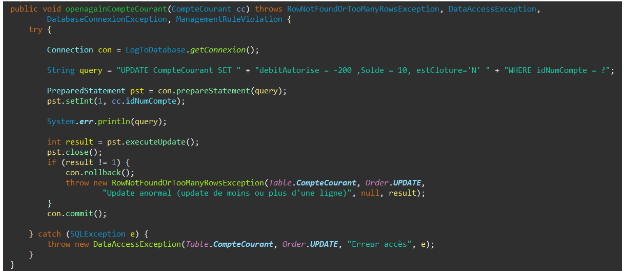 public void openagainCompteCourant(CompteCourant cc) throws RowNotFoundOrTooManyRowsException, DataAccessException,
DatabaseConnexionException, ManagementRuleViolation {
try {
Connection con = LogToDatabase.getConnexion();
String query = "UPDATE CompteCourant SET " + "debitAutorise = -200 ,Solde = 10, estCloture='N' " + "WHERE idNumCompte = ?";
PreparedStatement pst = con.prepareStatement(query);
pst.setInt(1, cc.idNumCompte);
System.err.println(query);
int result = pst.executeUpdate();
pst.close();
if (result != 1) {
con.rollback();
throw new RowNotFoundOrTooManyRowsException(Table.CompteCourant, Order.UPDATE,
"Update anormal (update de moins ou plus d'une ligne)", null, result);
}
con.commit();
} catch (SQLException e) {
throw new DataAccessException(Table.CompteCourant, Order.UPDATE, "Erreur accès", e);
}
}